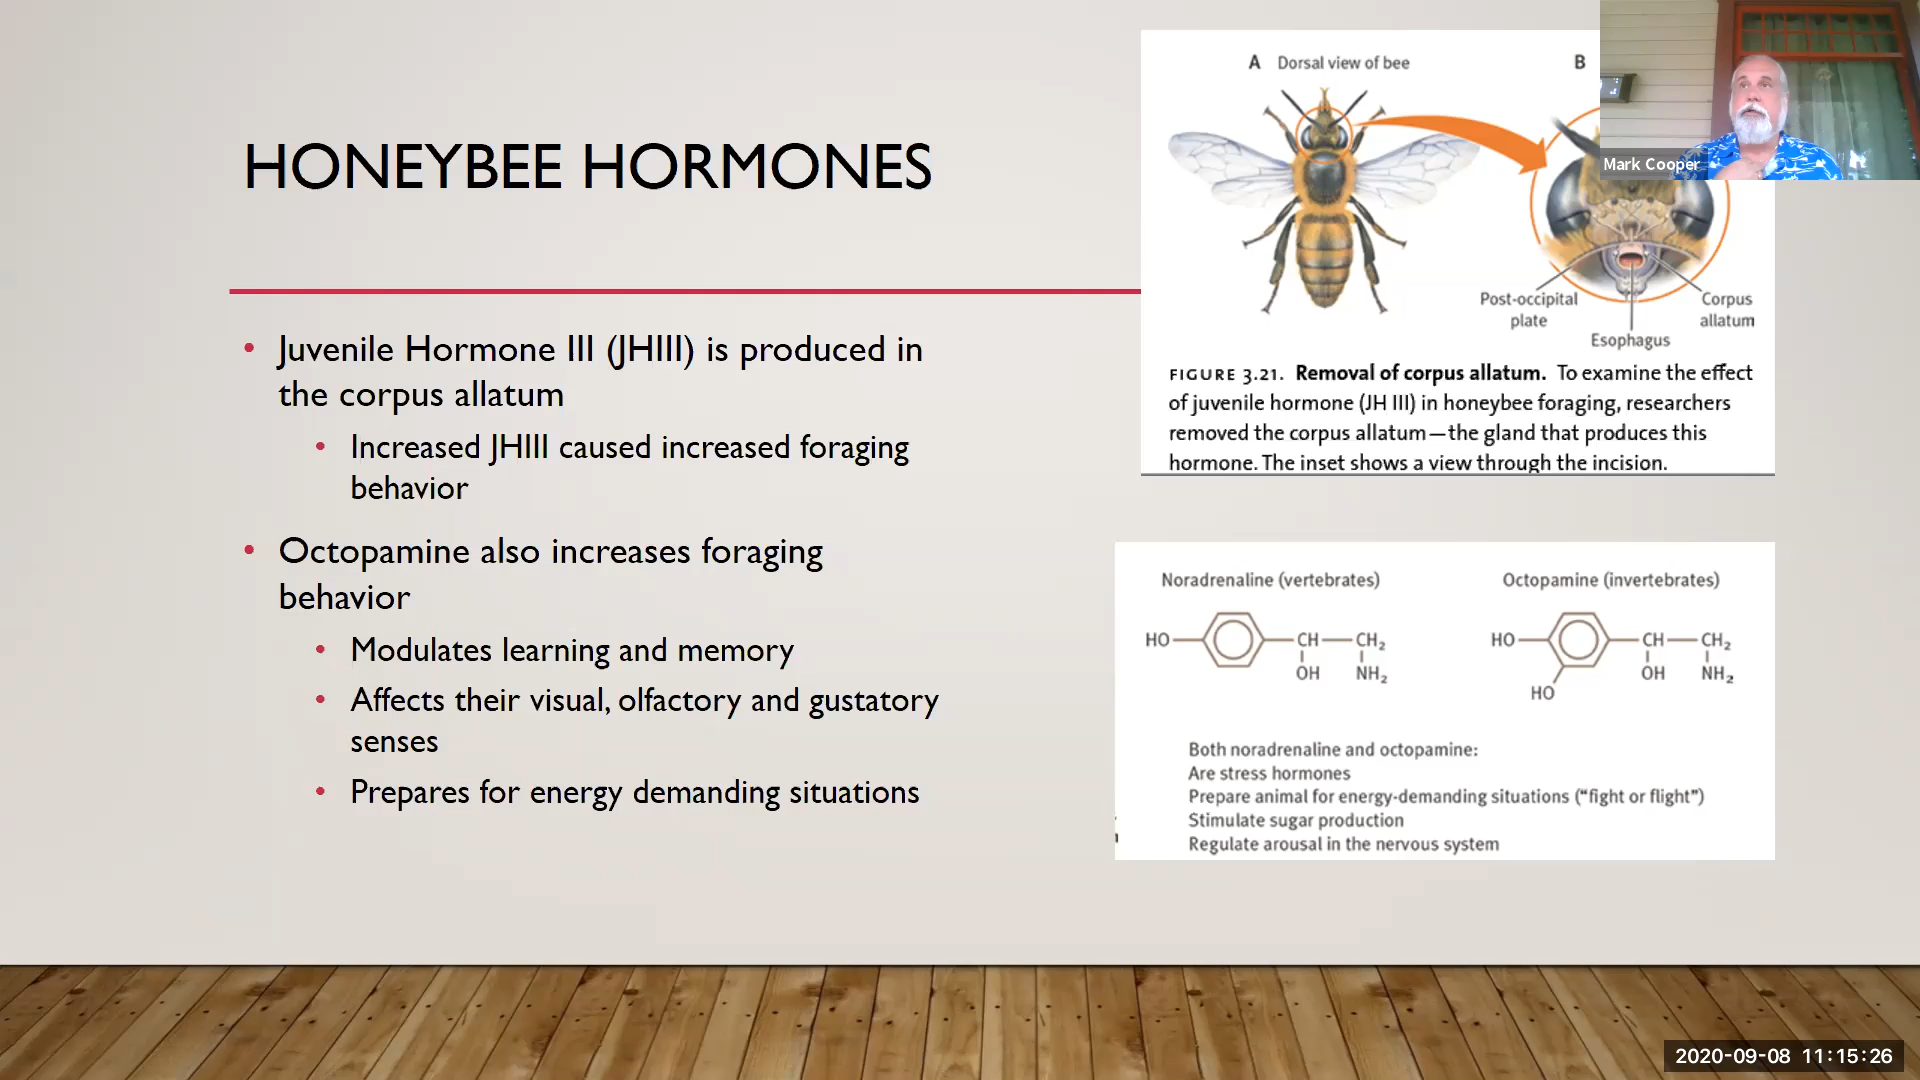 HONEYBEE HORMONES
• Juvenile Hormone III (JHIII) is produced in
the corpus allatum
• Increased JHIII caused increased foraging
behavior
• Octopamine also increases foraging
behavior
• Modulates learning and memory
• Affects their visual, olfactory and gustatory
senses
• Prepares for energy demanding situations
A Dorsal view of bee
B
Mark Cooper
Post-occipital
plate
Esophagus
Corpus
allatum
FIGURE 3.21. Removal of corpus allatum. To examine the effect
of juvenile hormone (JH III) in honeybee foraging, researchers
removed the corpus allatum—the gland that produces this
hormone. The inset shows a view through the incision.
Noradrenaline (vertebrates)
HO CH CH₂
OH NH₂
Octopamine (invertebrates)
HO CH CH₂
OH NH₂
HO
Both noradrenaline and octopamine:
Are stress hormones
Prepare animal for energy-demanding situations (“fight or flight”)
Stimulate sugar production
Regulate arousal in the nervous system
2020-09-08 11:15:26